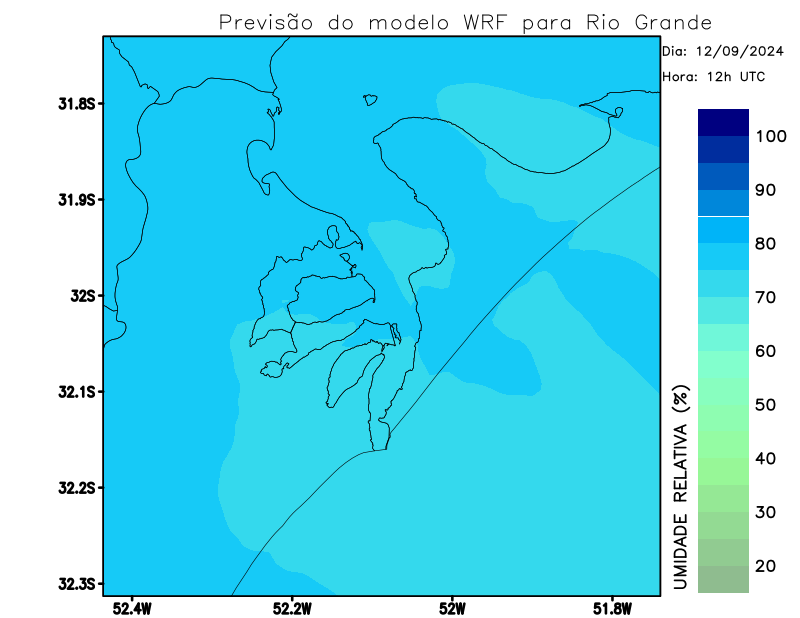 Previsão do modelo WRF para Rio Grande
Dia: 12/09/2024
Hora: 12h UTC
31.8S
31.9S
32S
32.1S
32.2S
32.3S
52.4W
52.2W
52W
51.8W
100
90
80
70
60
50
40
30
20
UMIDADE RELATIVA (%)